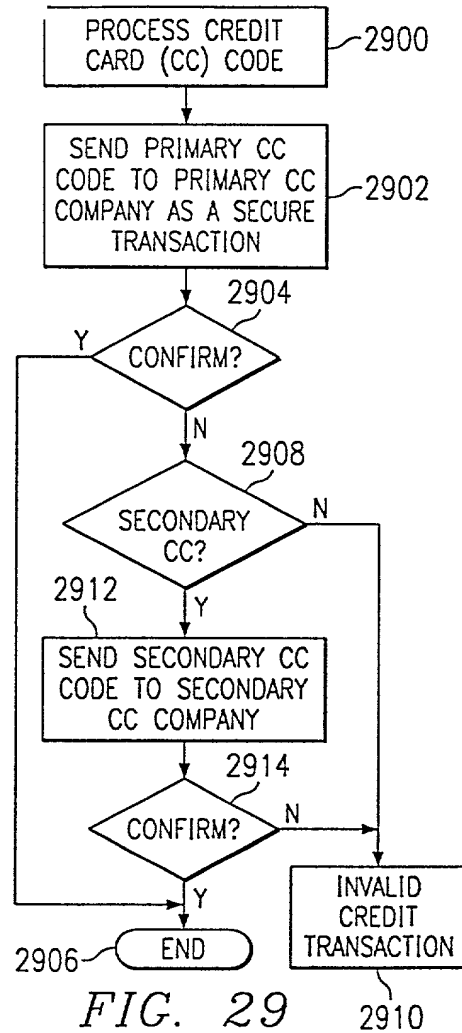 PROCESS CREDIT
CARD (CC) CODE
2900
SEND PRIMARY CC
CODE TO PRIMARY CC
COMPANY AS A SECURE
TRANSACTION
2902
2904
Y
CONFIRM?
N
2908
SECONDARY
CC?
N
2912
Y
SEND SECONDARY CC
CODE TO SECONDARY
CC COMPANY
2914
CONFIRM?
N
Y
INVALID
CREDIT
TRANSACTION
2906
END
2910
FIG. 29